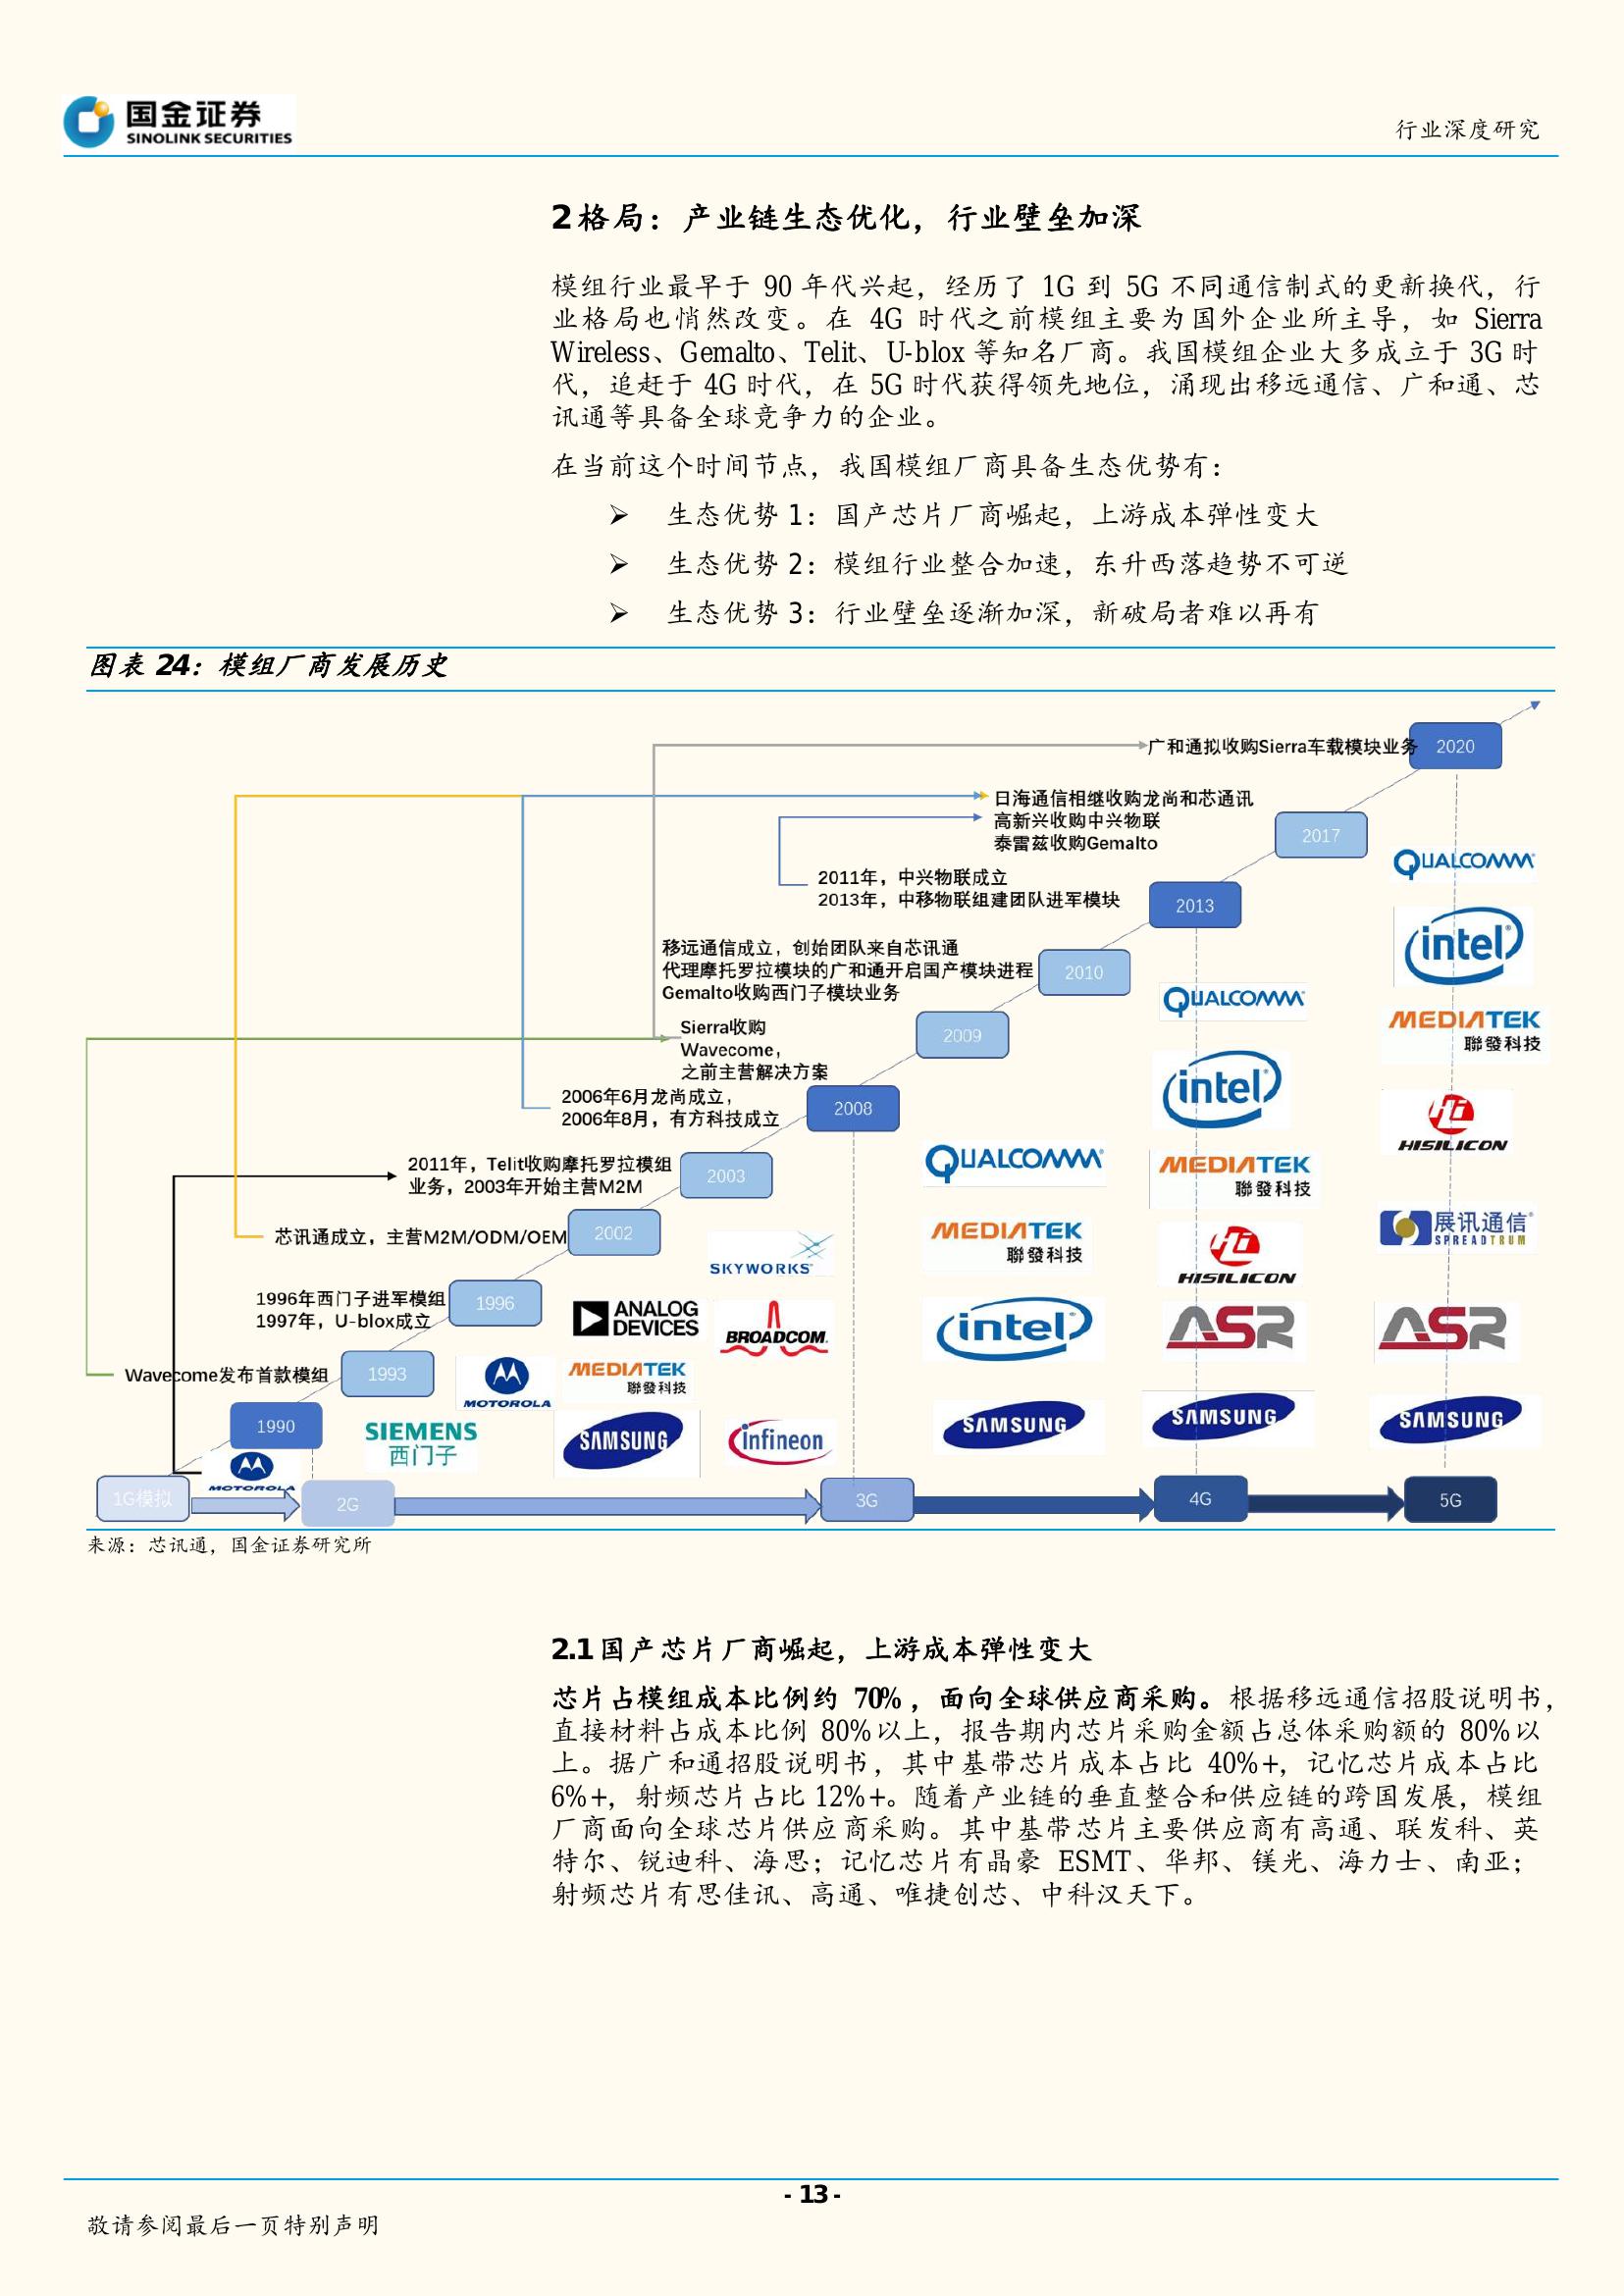 国金证券
SINOLINK SECURITIES
行业深度研究
2格局：产业链生态优化，行业壁垒加深
模组行业最早于 90 年代兴起，经历了 1G 到 5G 不同通信制式的更新换代，行
业格局也悄然改变。在 4G 时代之前模组主要为国外企业所主导，如 Sierra
Wireless、Gemalto、Telit、U-blox 等知名厂商。我国模组企业大多成立于 3G 时
代，追赶于 4G 时代，在 5G 时代获得领先地位，涌现出移远通信、广和通、芯
讯通等具备全球竞争力的企业。
在当前这个时间节点，我国模组厂商具备生态优势有：
➢ 生态优势 1：国产芯片厂商崛起，上游成本弹性变大
➢ 生态优势 2：模组行业整合加速，东升西落趋势不可逆
➢ 生态优势 3：行业壁垒逐渐加深，新破局者难以再有
图表 24：模组厂商发展历史
广和通拟收购Sierra车载模块业务
2020
日海通信相继收购龙尚和芯通讯
高新兴收购中兴物联
泰雷兹收购Gemalto
2017
2011年，中兴物联成立
2013年，中移物联组建团队进军模块
2013
移远通信成立，创始团队来自芯讯通
代理摩托罗拉模块的广和通开启国产模块进程
Gemalto收购西门子模块业务
2010
Sierra收购
Wavecome，
之前主营解决方案
2009
2006年6月龙尚成立，
2006年8月，有方科技成立
2008
2011年，Telit收购摩托罗拉模组
业务，2003年开始主营M2M
2003
芯讯通成立，主营M2M/ODM/OEM
2002
1996年西门子进军模组
1997年，U-blox成立
1996
Wavecome发布首款模组
1993
1990
MOTOROLA
SIEMENS
西门子
MOTOROLA
SKYWORKS
ANALOG
DEVICES
BROADCOM.
MEDIATEK
聯發科技
SAMSUNG
infineon
QUALCOMM
MEDIATEK
聯發科技
intel
SAMSUNG
QUALCOMM
intel
MEDIATEK
聯發科技
HISILICON
ASR
SAMSUNG
QUALCOMM
intel
MEDIATEK
聯發科技
HISILICON
展讯通信
SPREADTRUM
ASR
SAMSUNG
1G模拟
2G
3G
4G
5G
来源：芯讯通，国金证券研究所
2.1国产芯片厂商崛起，上游成本弹性变大
芯片占模组成本比例约 70%，面向全球供应商采购。根据移远通信招股说明书，
直接材料占成本比例 80%以上，报告期内芯片采购金额占总体采购额的 80%以
上。据广和通招股说明书，其中基带芯片成本占比 40%+，记忆芯片成本占比
6%+，射频芯片占比 12%+。随着产业链的垂直整合和供应链的跨国发展，模组
厂商面向全球芯片供应商采购。其中基带芯片主要供应商有高通、联发科、英
特尔、锐迪科、海思；记忆芯片有晶豪 ESMT、华邦、镁光、海力士、南亚；
射频芯片有思佳讯、高通、唯捷创芯、中科汉天下。
- 13 -
敬请参阅最后一页特别声明